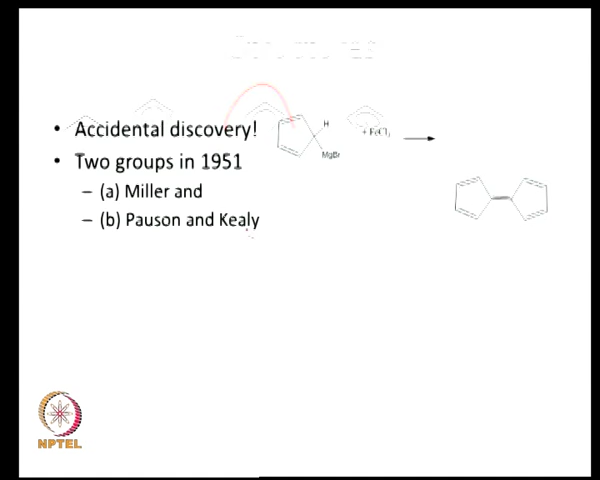 • Accidental discovery!
• Two groups in 1951
– (a) Miller and
– (b) Pauson and Kealy
H
MgBr
+ FeCl3
NPTEL